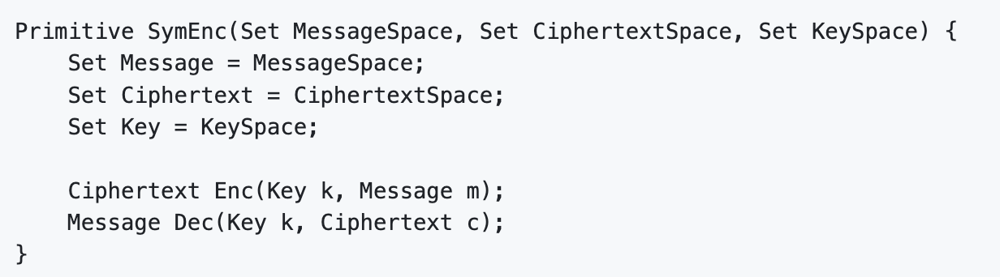 Primitive SymEnc(Set MessageSpace, Set CiphertextSpace, Set KeySpace) {
    Set Message = MessageSpace;
    Set Ciphertext = CiphertextSpace;
    Set Key = KeySpace;

    Ciphertext Enc(Key k, Message m);
    Message Dec(Key k, Ciphertext c);
}